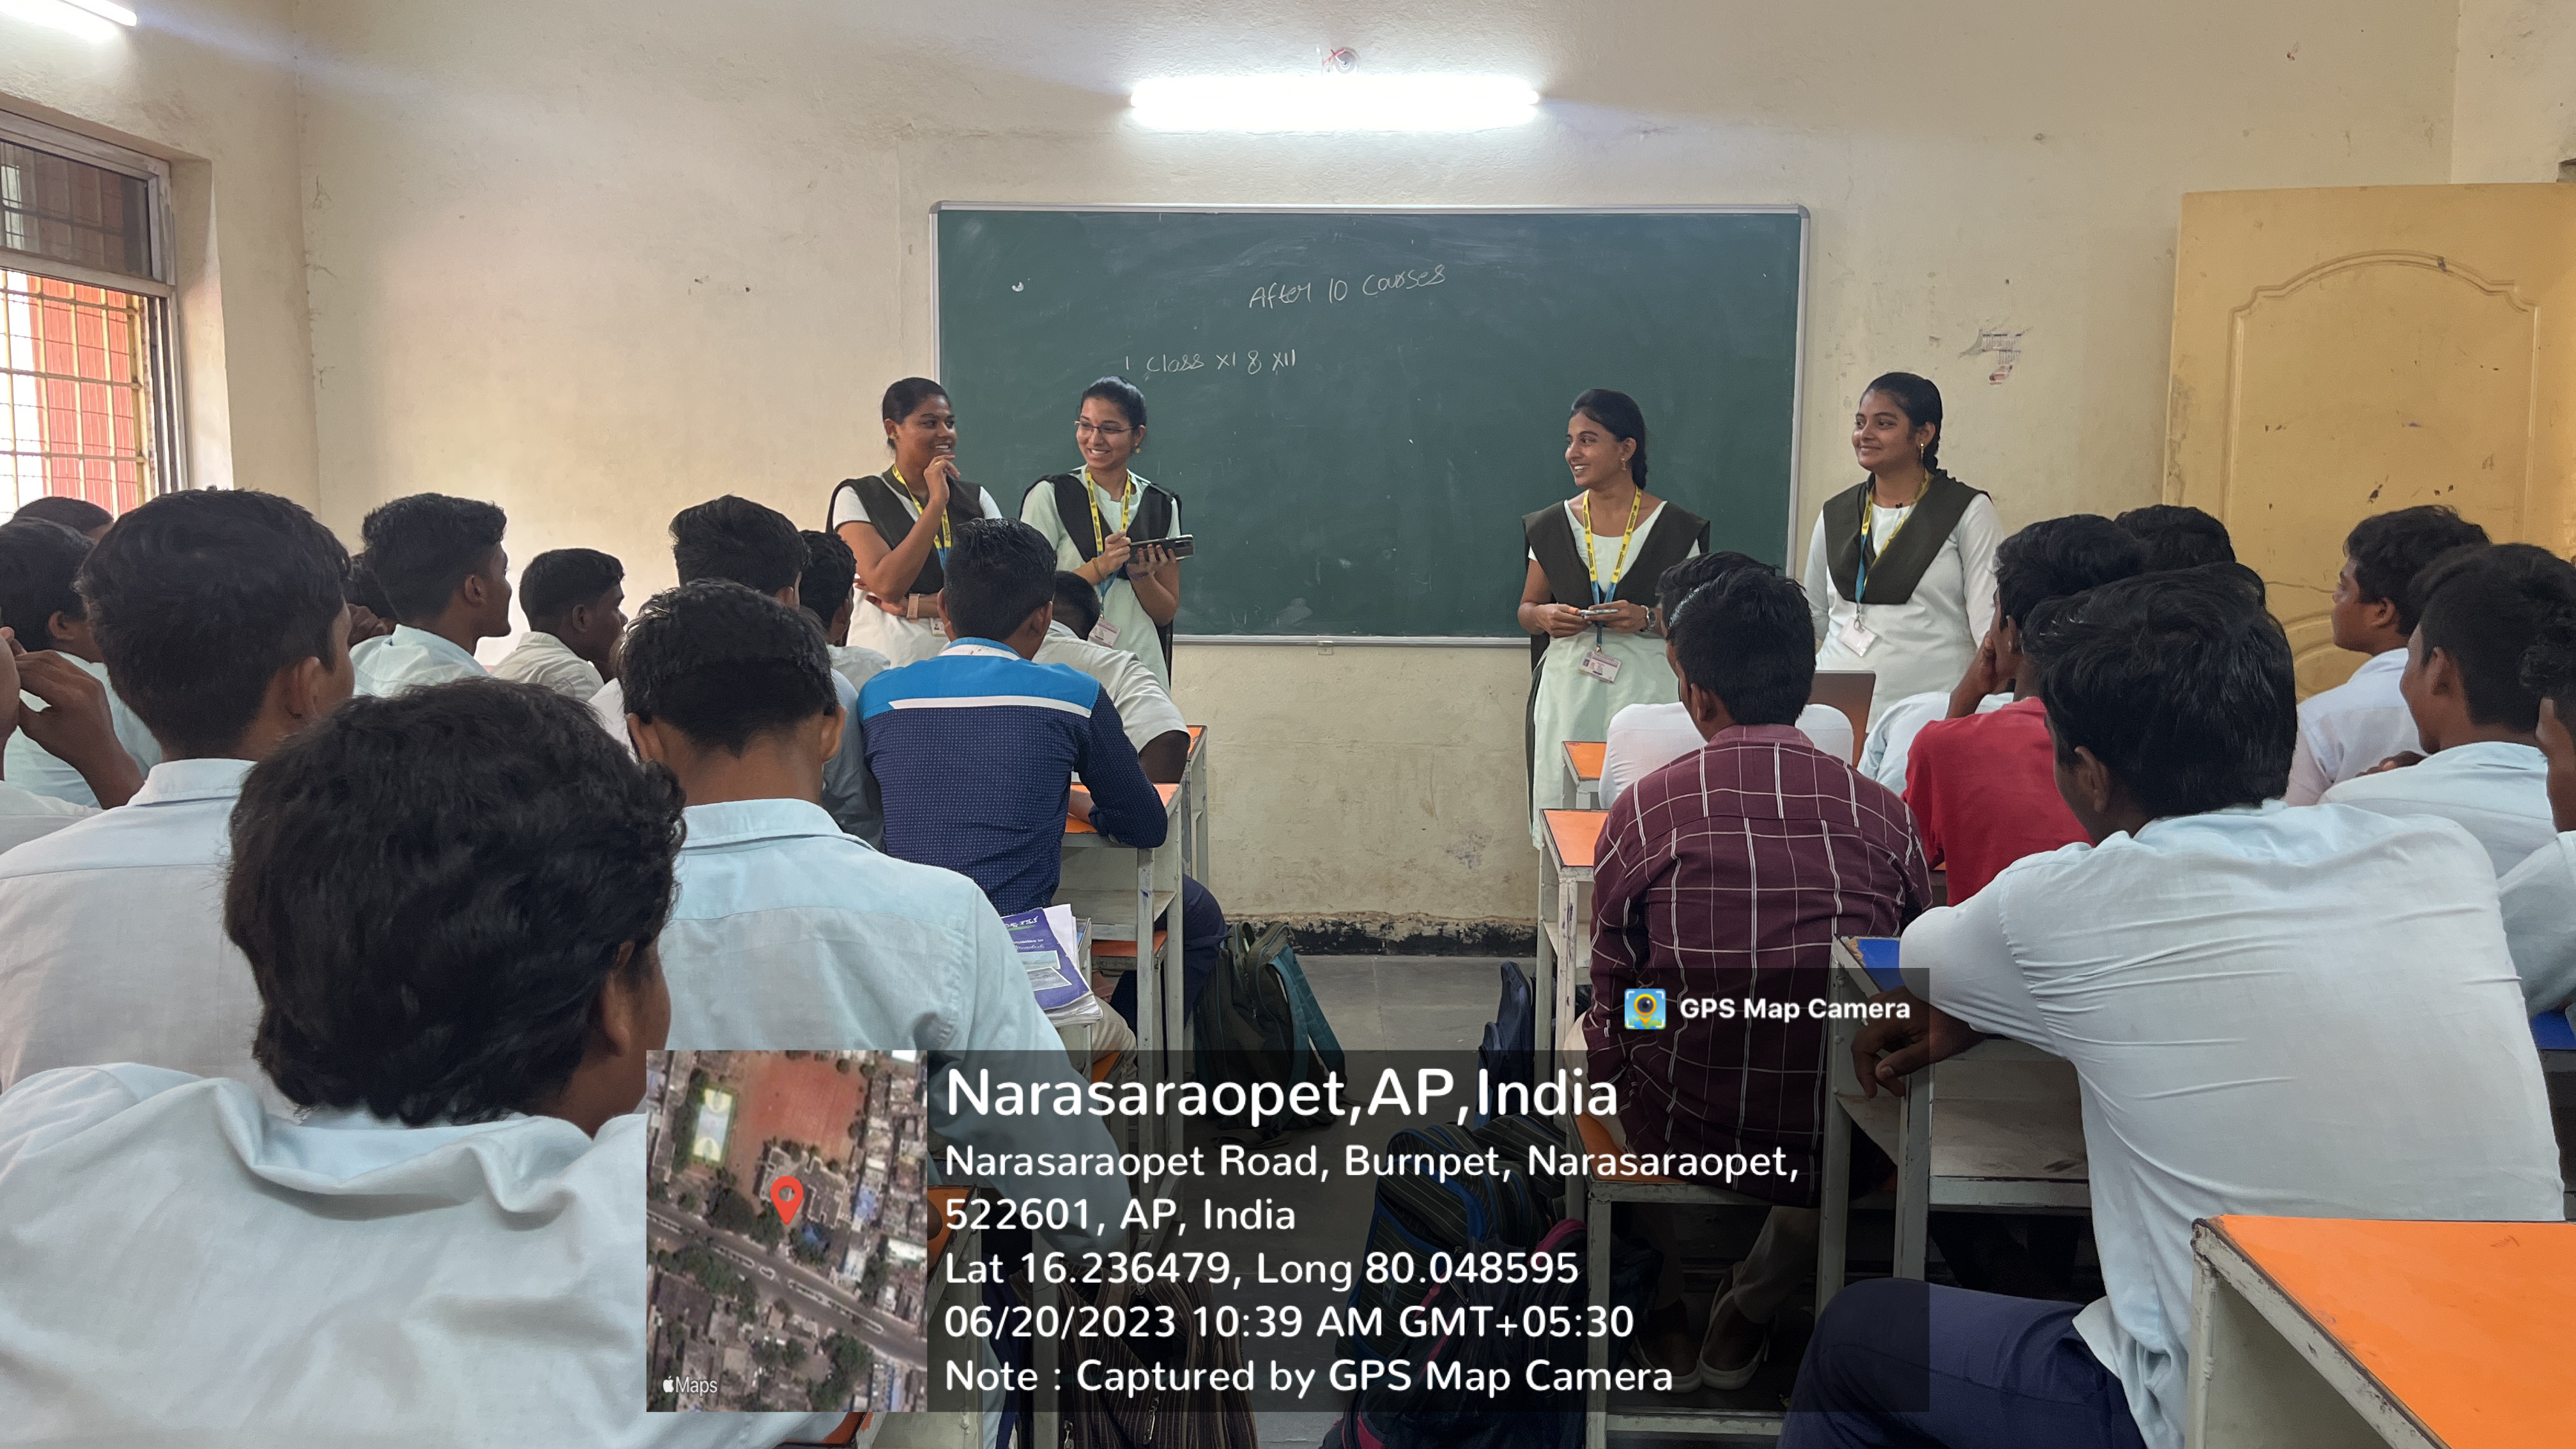 After 10 Courses
1 Class XI & XII
GPS Map Camera
Narasaraopet,AP,India
Narasaraopet Road, Burnpet, Narasaraopet,
522601, AP, India
Lat 16.236479, Long 80.048595
06/20/2023 10:39 AM GMT+05:30
Note : Captured by GPS Map Camera
Maps